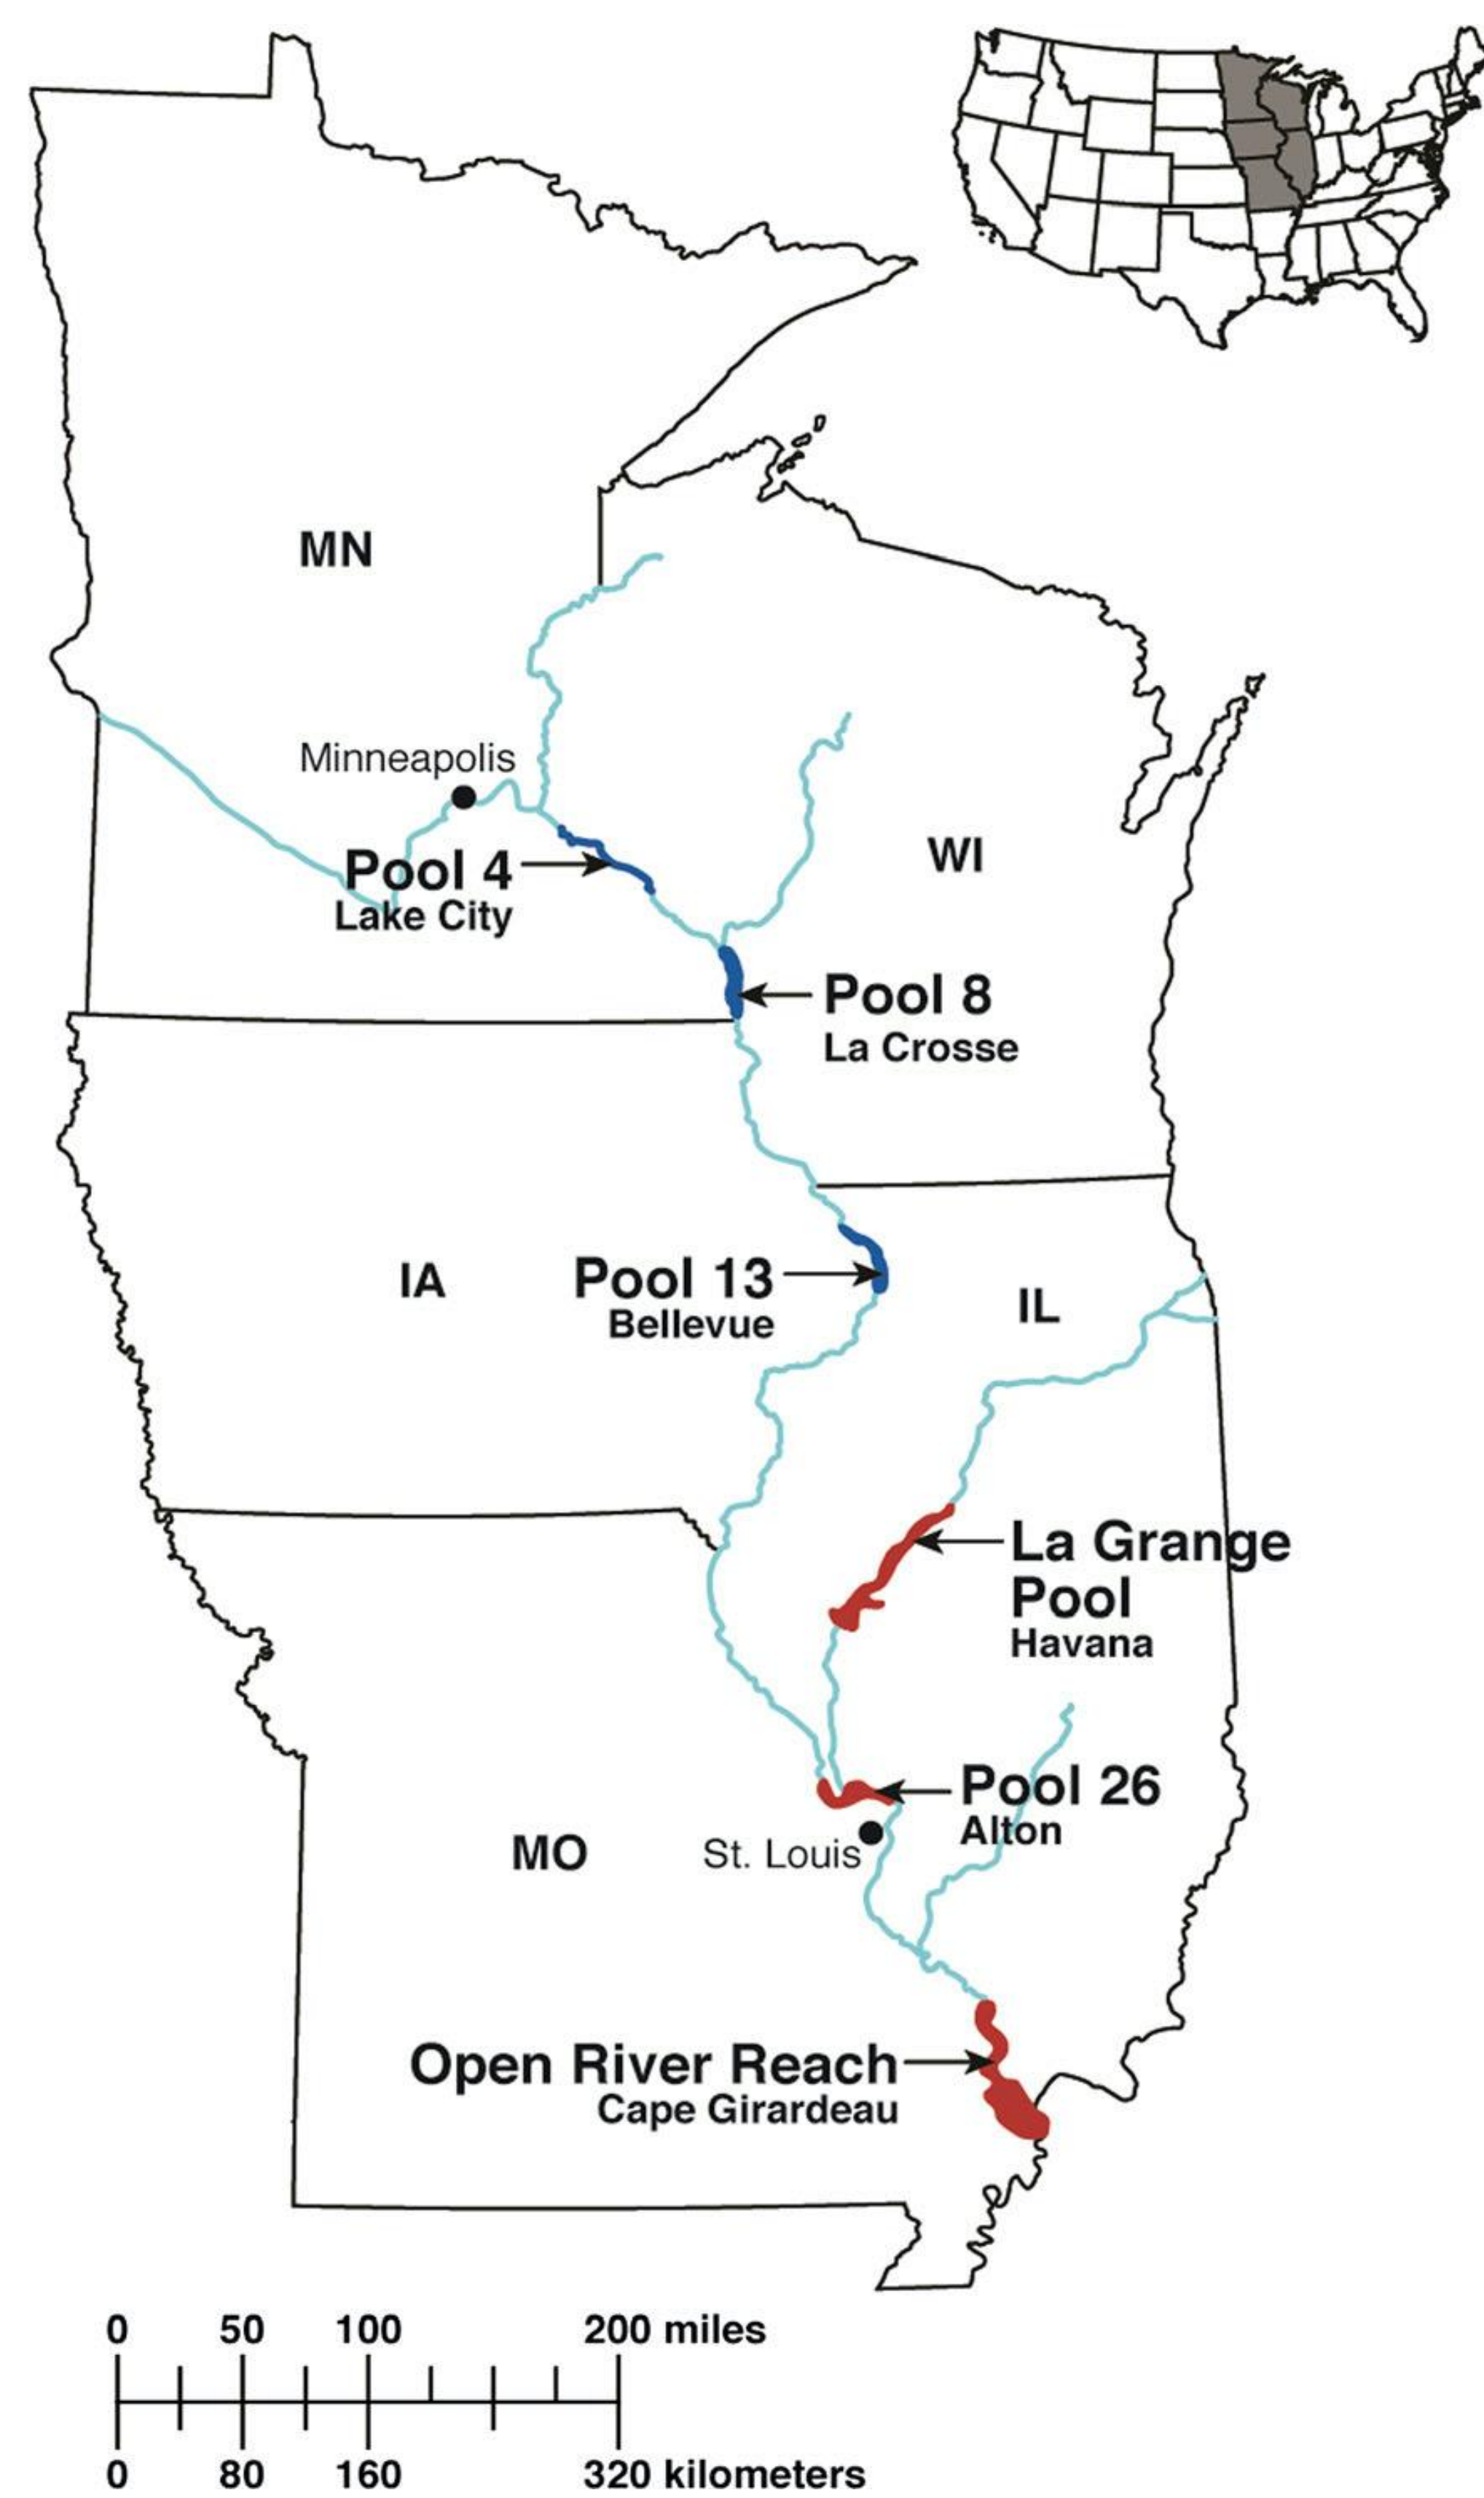 MN
Minneapolis
WI
Pool 4
Lake City
Pool 8
La Crosse
IA
Pool 13
Bellevue
IL
La Grange
Pool
Havana
Pool 26
Alton
MO
St. Louis
Open River Reach
Cape Girardeau
0 50 100 200 miles
0 80 160 320 kilometers